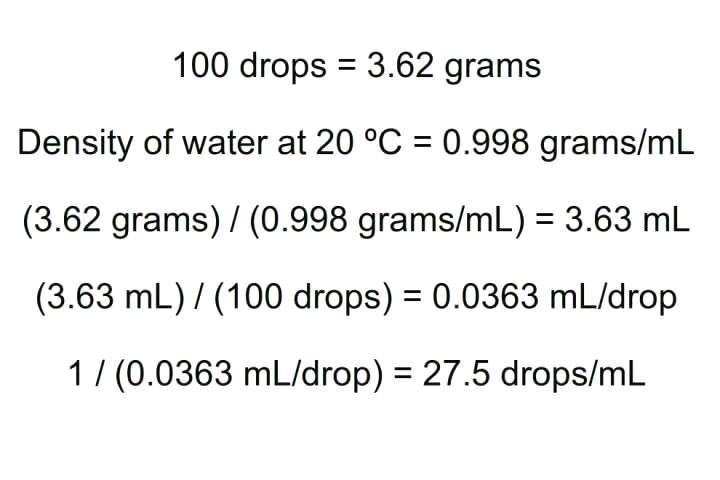 100 drops = 3.62 grams
Density of water at 20 ºC = 0.998 grams/mL
(3.62 grams) / (0.998 grams/mL) = 3.63 mL
(3.63 mL) / (100 drops) = 0.0363 mL/drop
1 / (0.0363 mL/drop) = 27.5 drops/mL